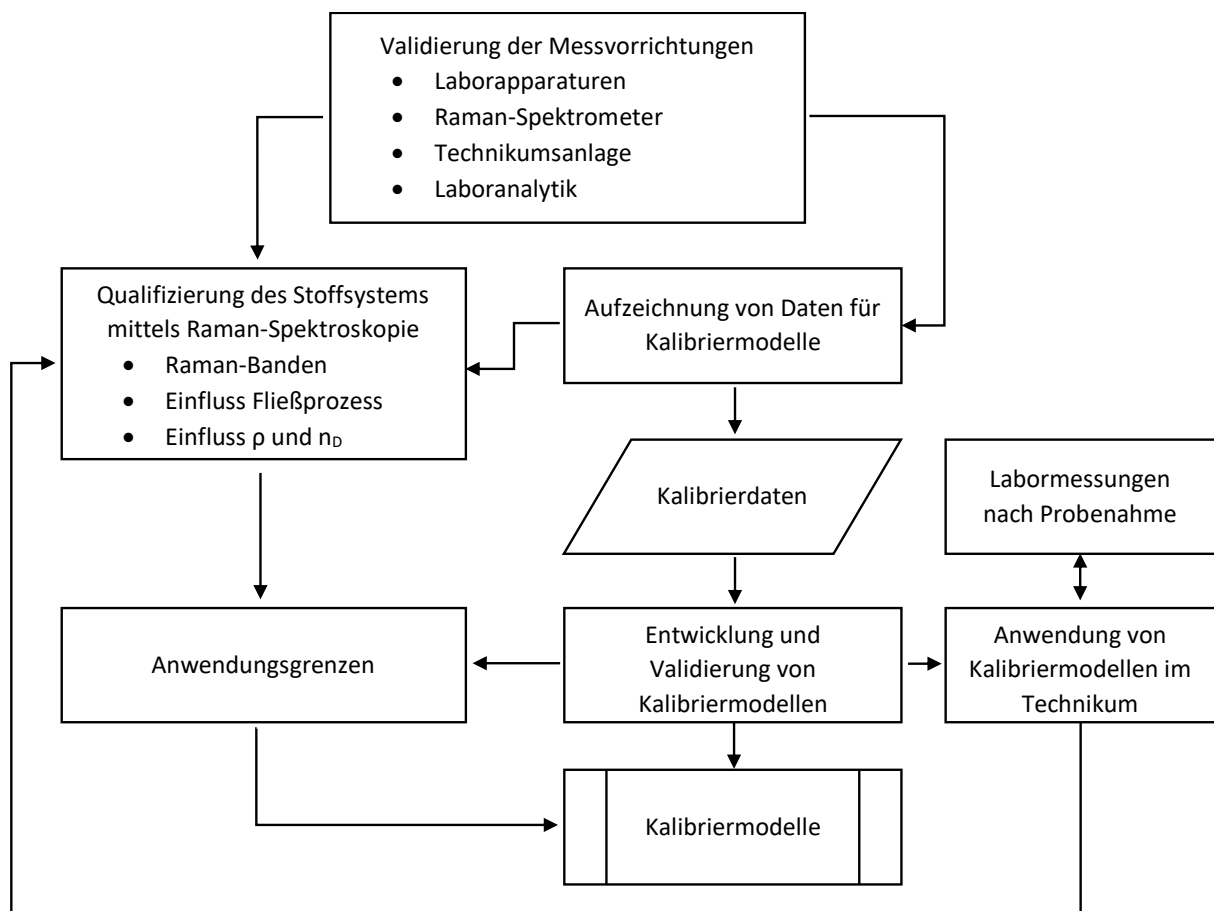 Validierung der Messvorrichtungen
• Laborapparaturen
• Raman-Spektrometer
• Technikumsanlage
• Laboranalytik
Qualifizierung des Stoffsystems
mittels Raman-Spektroskopie
• Raman-Banden
• Einfluss Fließprozess
• Einfluss ρ und n_D
Aufzeichnung von Daten für
Kalibriermodelle
Kalibrierdaten
Labormessungen
nach Probenahme
Anwendungsgrenzen
Entwicklung und
Validierung von
Kalibriermodellen
Anwendung von
Kalibriermodellen im
Technikum
Kalibriermodelle